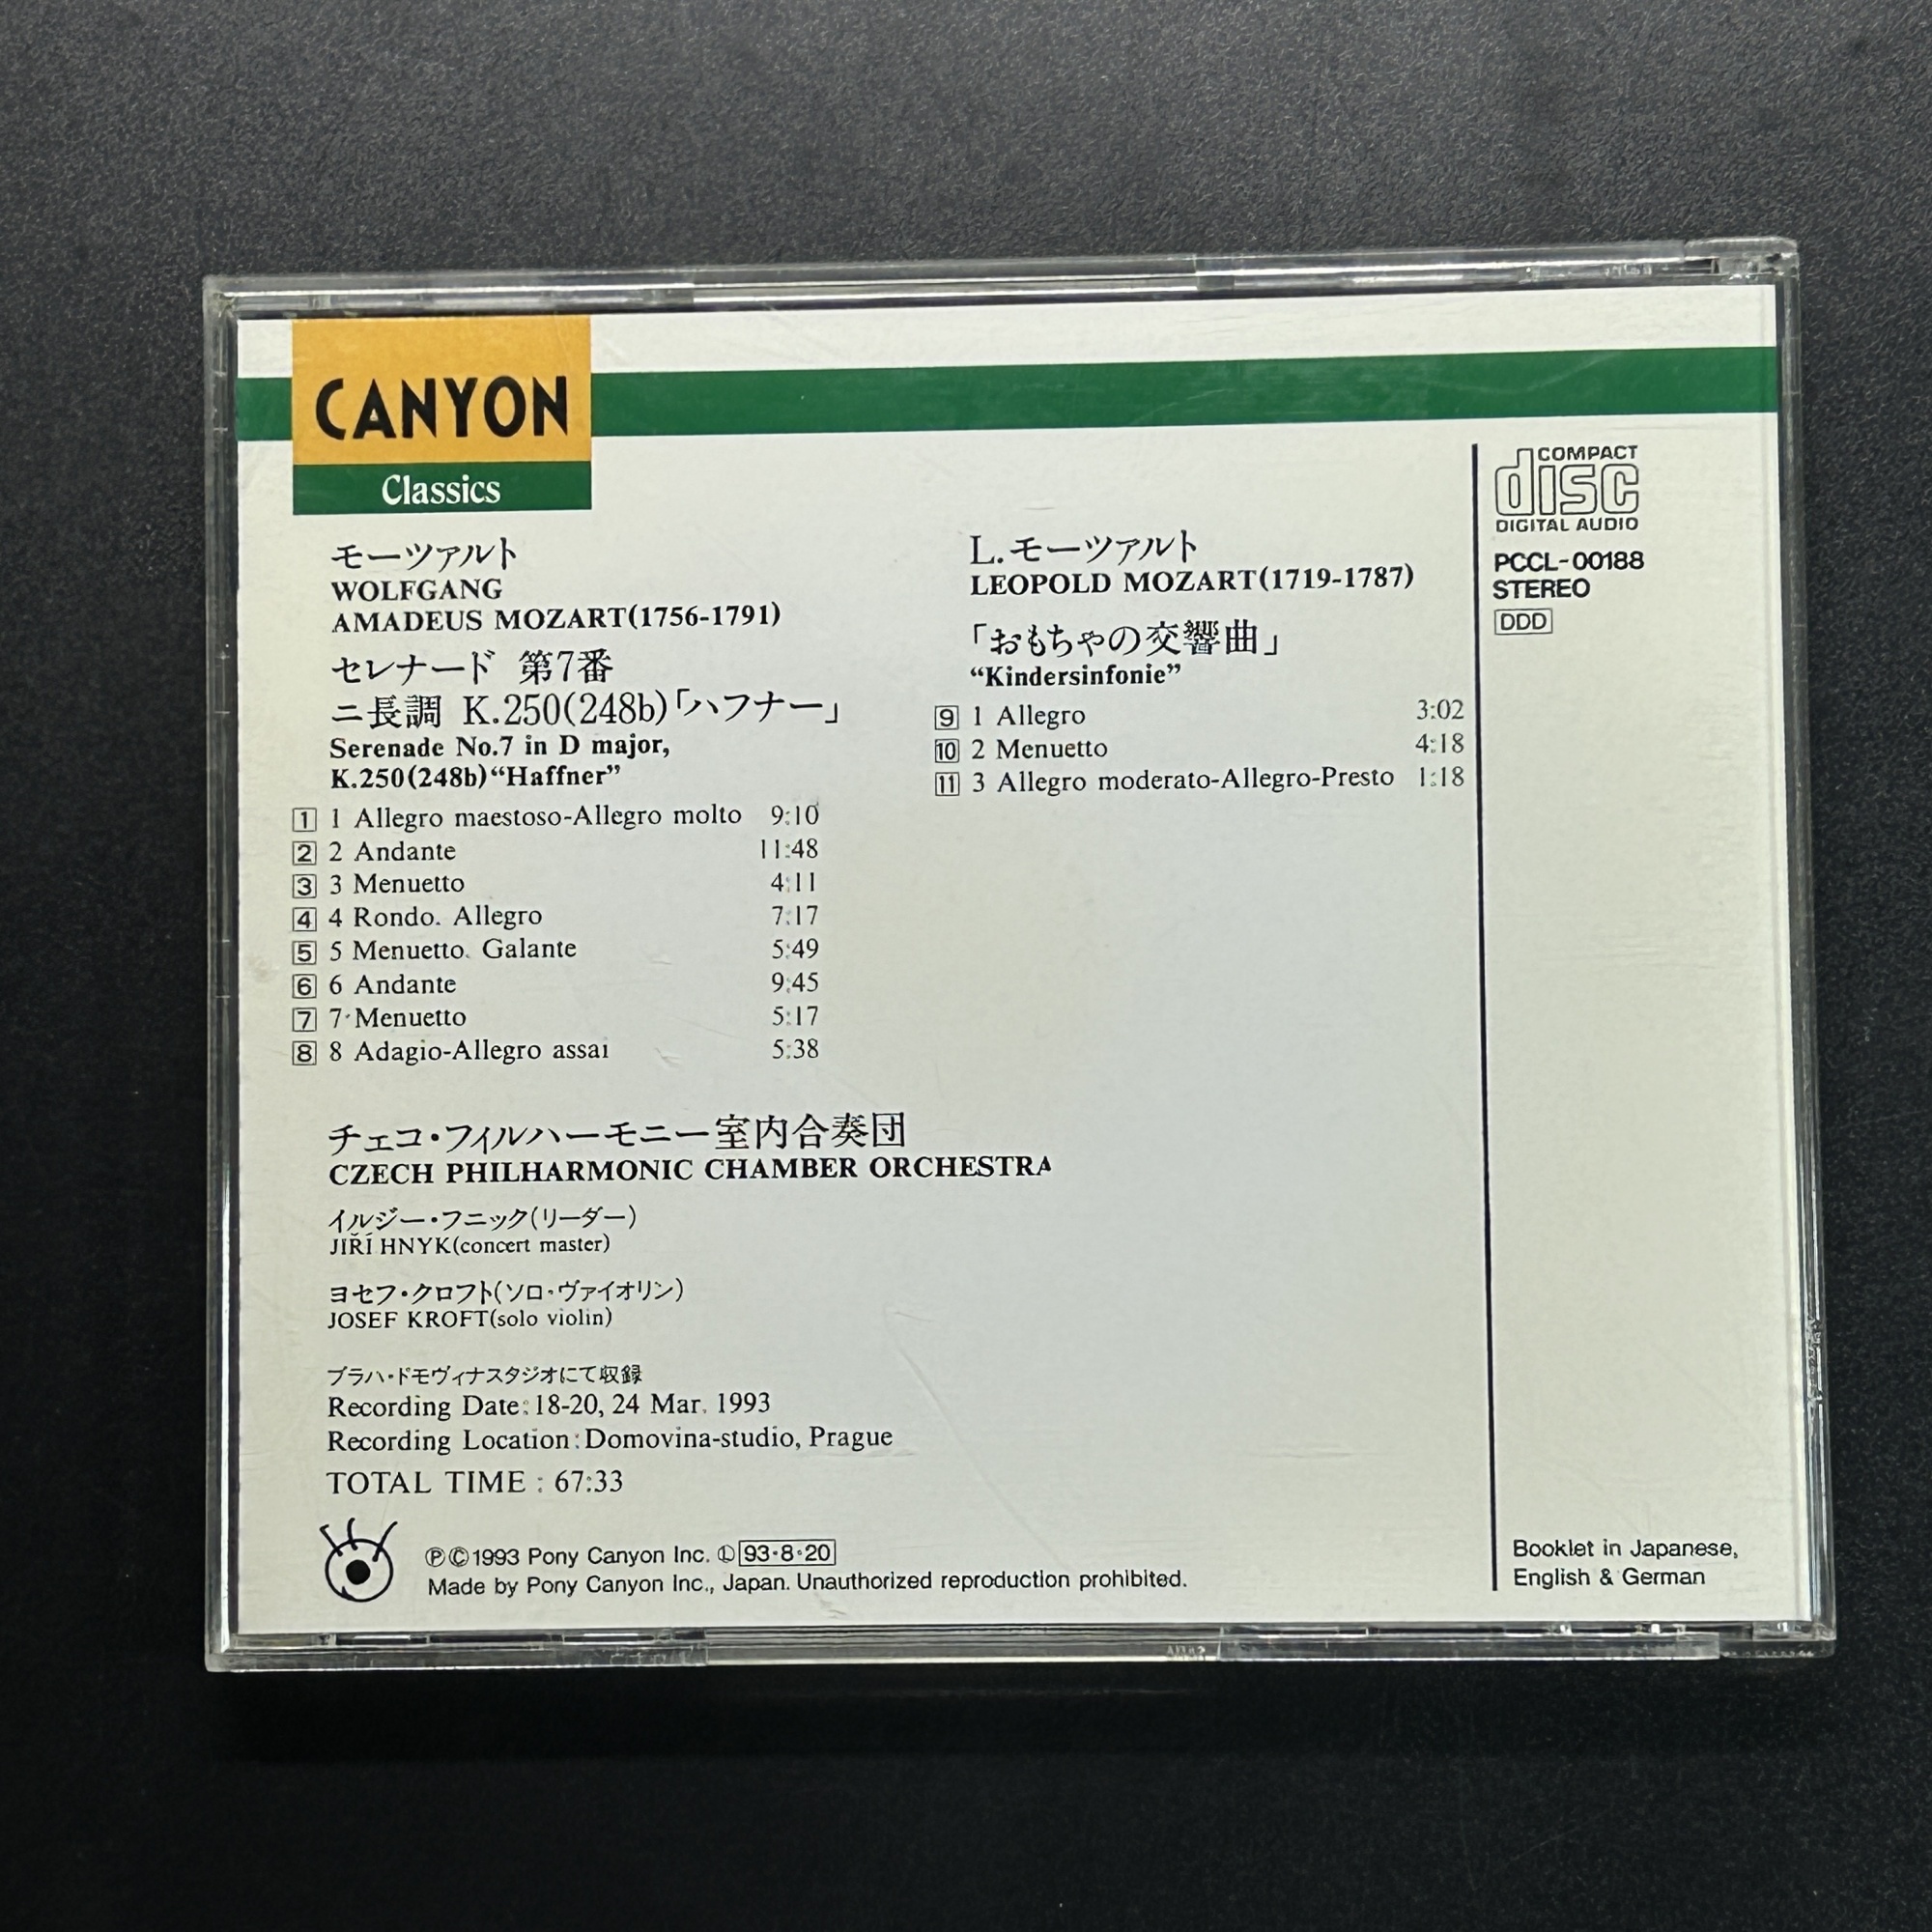 CANYON
Classics
モーツァルト
WOLFGANG
AMADEUS MOZART(1756-1791)
セレナード 第7番
ニ長調 K.250(248b)「ハフナー」
Serenade No.7 in D major,
K.250(248b)“Haffner”
1 1 Allegro maestoso-Allegro molto 9:10
2 2 Andante 11:48
3 3 Menuetto 4:11
4 4 Rondo. Allegro 7:17
5 5 Menuetto. Galante 5:49
6 6 Andante 9:45
7 7 Menuetto 5:17
8 8 Adagio-Allegro assai 5:38
L.モーツァルト
LEOPOLD MOZART(1719-1787)
「おもちゃの交響曲」
“Kindersinfonie”
9 1 Allegro 3:02
10 2 Menuetto 4:18
11 3 Allegro moderato-Allegro-Presto 1:18
COMPACT
disc
DIGITAL AUDIO
PCCL-00188
STEREO
DDD
チェコ・フィルハーモニー室内合奏団
CZECH PHILHARMONIC CHAMBER ORCHESTRA
イルジー・フニック(リーダー)
JIŘÍ HNYK(concert master)
ヨセフ・クロフト(ソロ・ヴァイオリン)
JOSEF KROFT(solo violin)
プラハ・ドモヴィナスタジオにて収録
Recording Date:18-20, 24 Mar. 1993
Recording Location:Domovina-studio, Prague
TOTAL TIME : 67:33
ⓅⒸ1993 Pony Canyon Inc. Ⓛ93・8・20
Made by Pony Canyon Inc., Japan. Unauthorized reproduction prohibited.
Booklet in Japanese,
English & German